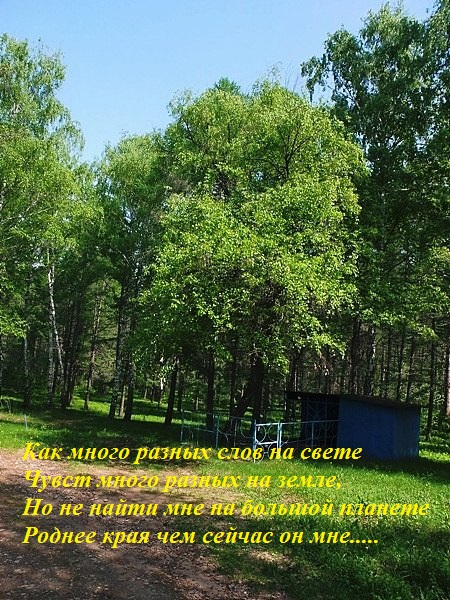 Как много разных слов на свете
Чувст много разных на земле,
Но не найти мне на большой планете
Роднее края чем сейчас он мне.....